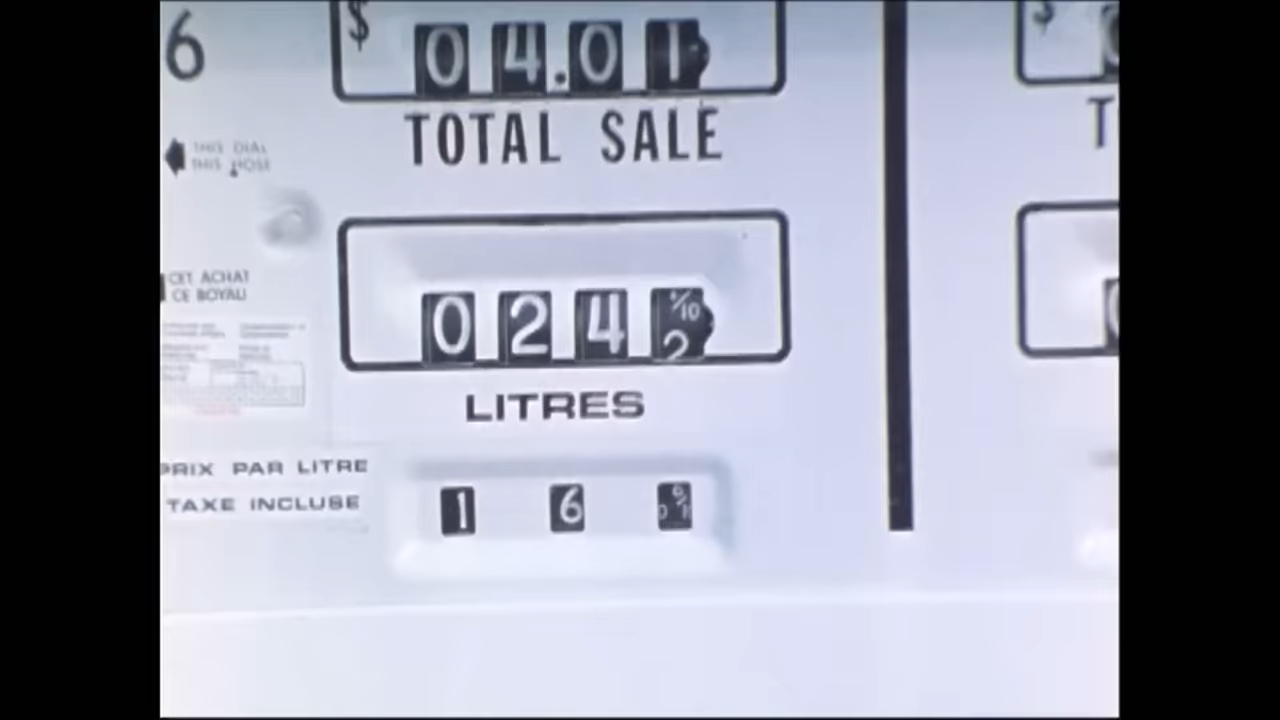 6
$ 04.01
TOTAL SALE
THIS DIAL
THIS HOSE
CET ACHAT
CE BOYAU
024 2
LITRES
PRIX PAR LITRE
TAXE INCLUSE
1 6
$
T